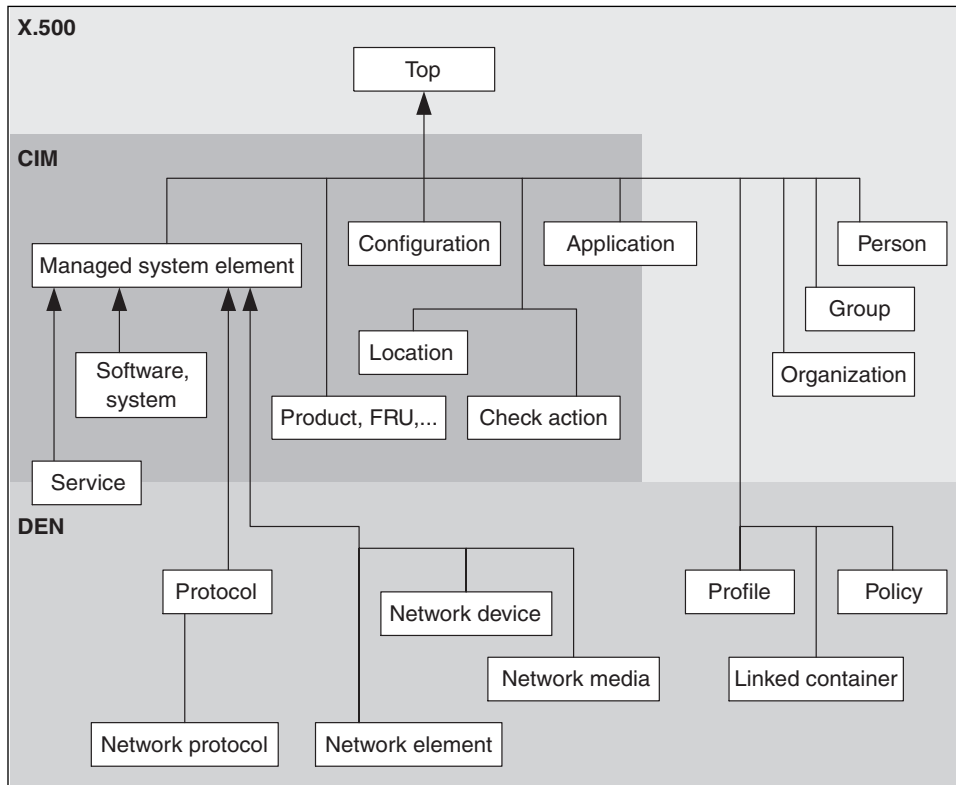 X.500
Top
CIM
Configuration
Application
Person
Managed system element
Group
Location
Software,
system
Organization
Product, FRU,...
Check action
Service
DEN
Protocol
Profile
Policy
Network device
Network media
Linked container
Network protocol
Network element